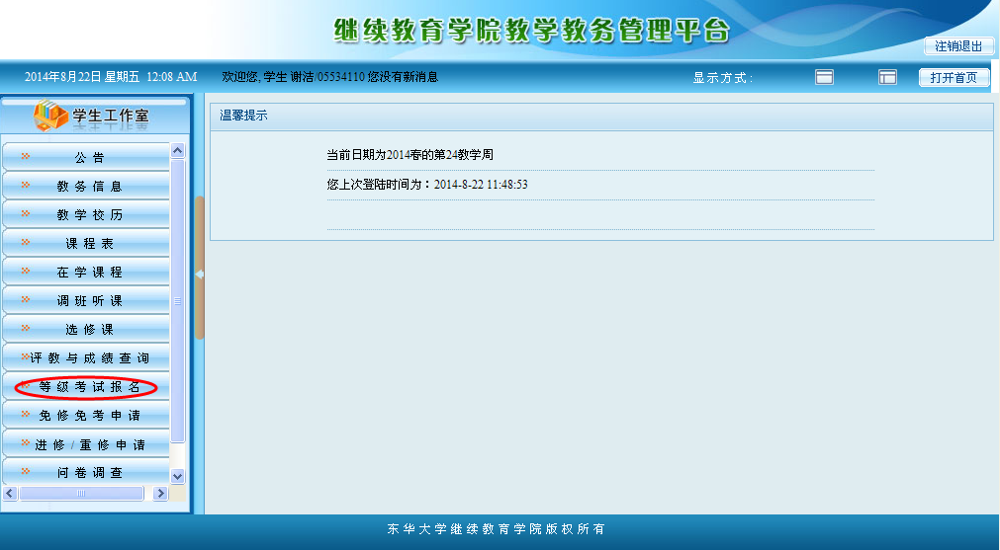 继续教育学院教学教务管理平台
注销退出
2014年8月22日 星期五 12:08 AM 欢迎您, 学生 谢洁/05534110 您没有新消息 显示方式: 打开首页
学生工作室
公告
教务信息
教学校历
课程表
在学课程
调班听课
选修课
评教与成绩查询
等级考试报名
免修免考申请
进修/重修申请
问卷调查
温馨提示
当前日期为2014春的第24教学周
您上次登陆时间为：2014-8-22 11:48:53
东华大学继续教育学院版权所有